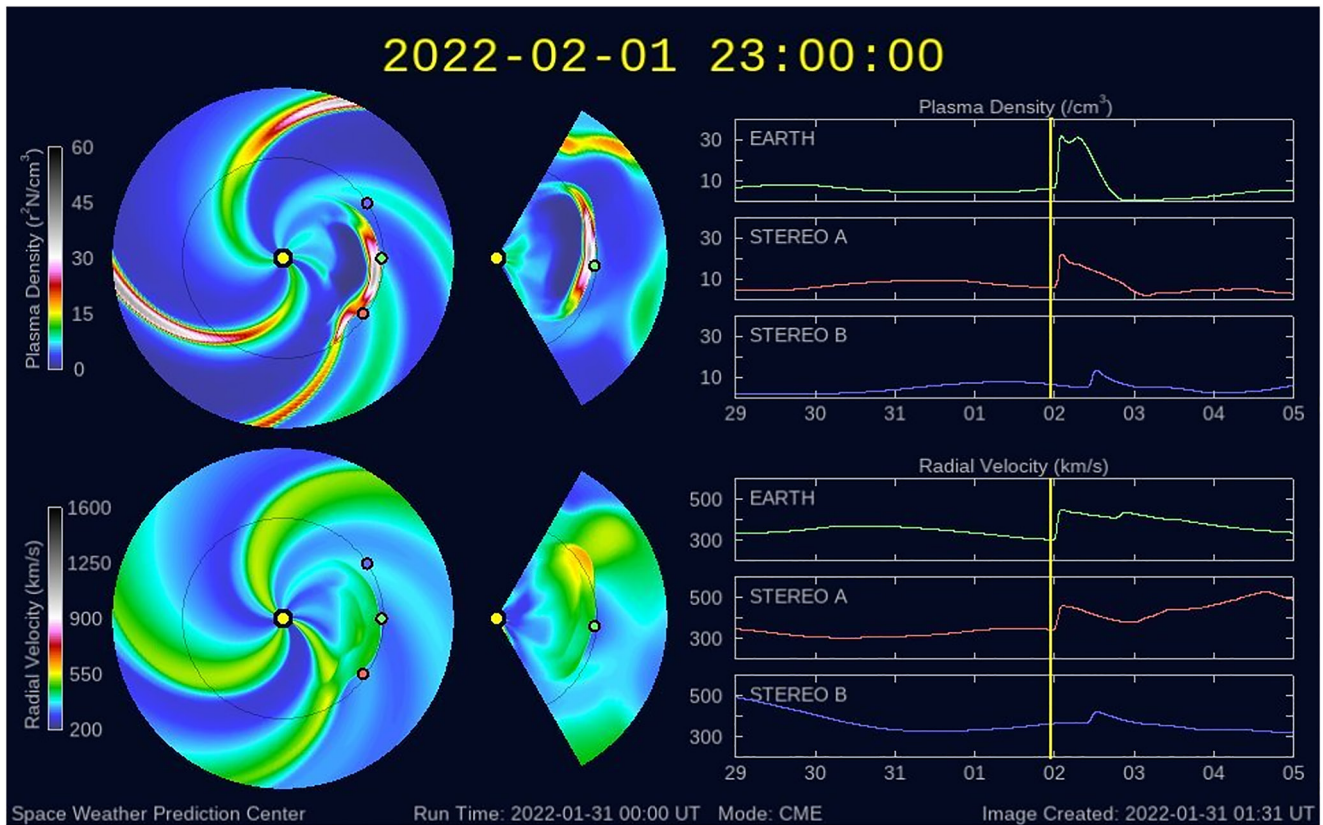 2022-02-01 23:00:00
Plasma Density (r²N/cm³)
60
45
30
15
0
Plasma Density (/cm³)
EARTH
30
10
STEREO A
30
10
STEREO B
30
10
29 30 31 01 02 03 04 05
Radial Velocity (km/s)
1600
1250
900
550
200
Radial Velocity (km/s)
EARTH
500
300
STEREO A
500
300
STEREO B
500
300
29 30 31 01 02 03 04 05
Space Weather Prediction Center Run Time: 2022-01-31 00:00 UT Mode: CME Image Created: 2022-01-31 01:31 UT